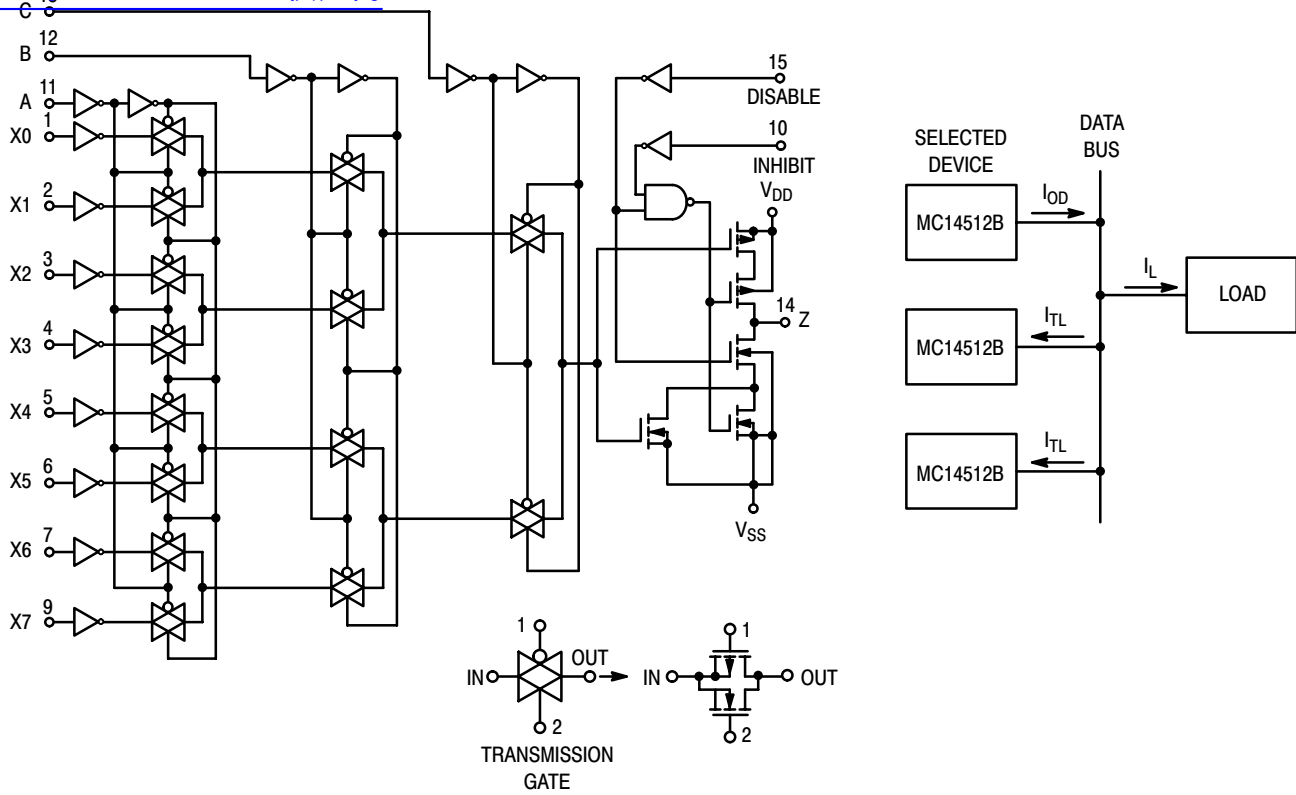 C
B 12
A 11
X0 1
X1 2
X2 3
X3 4
X4 5
X5 6
X6 7
X7 9
15
DISABLE
10
INHIBIT
VDD
14 Z
VSS
SELECTED
DEVICE
DATA
BUS
MC14512B
IOD
IL
LOAD
MC14512B
ITL
MC14512B
ITL
1
IN
OUT
2
TRANSMISSION
GATE
1
IN
OUT
2